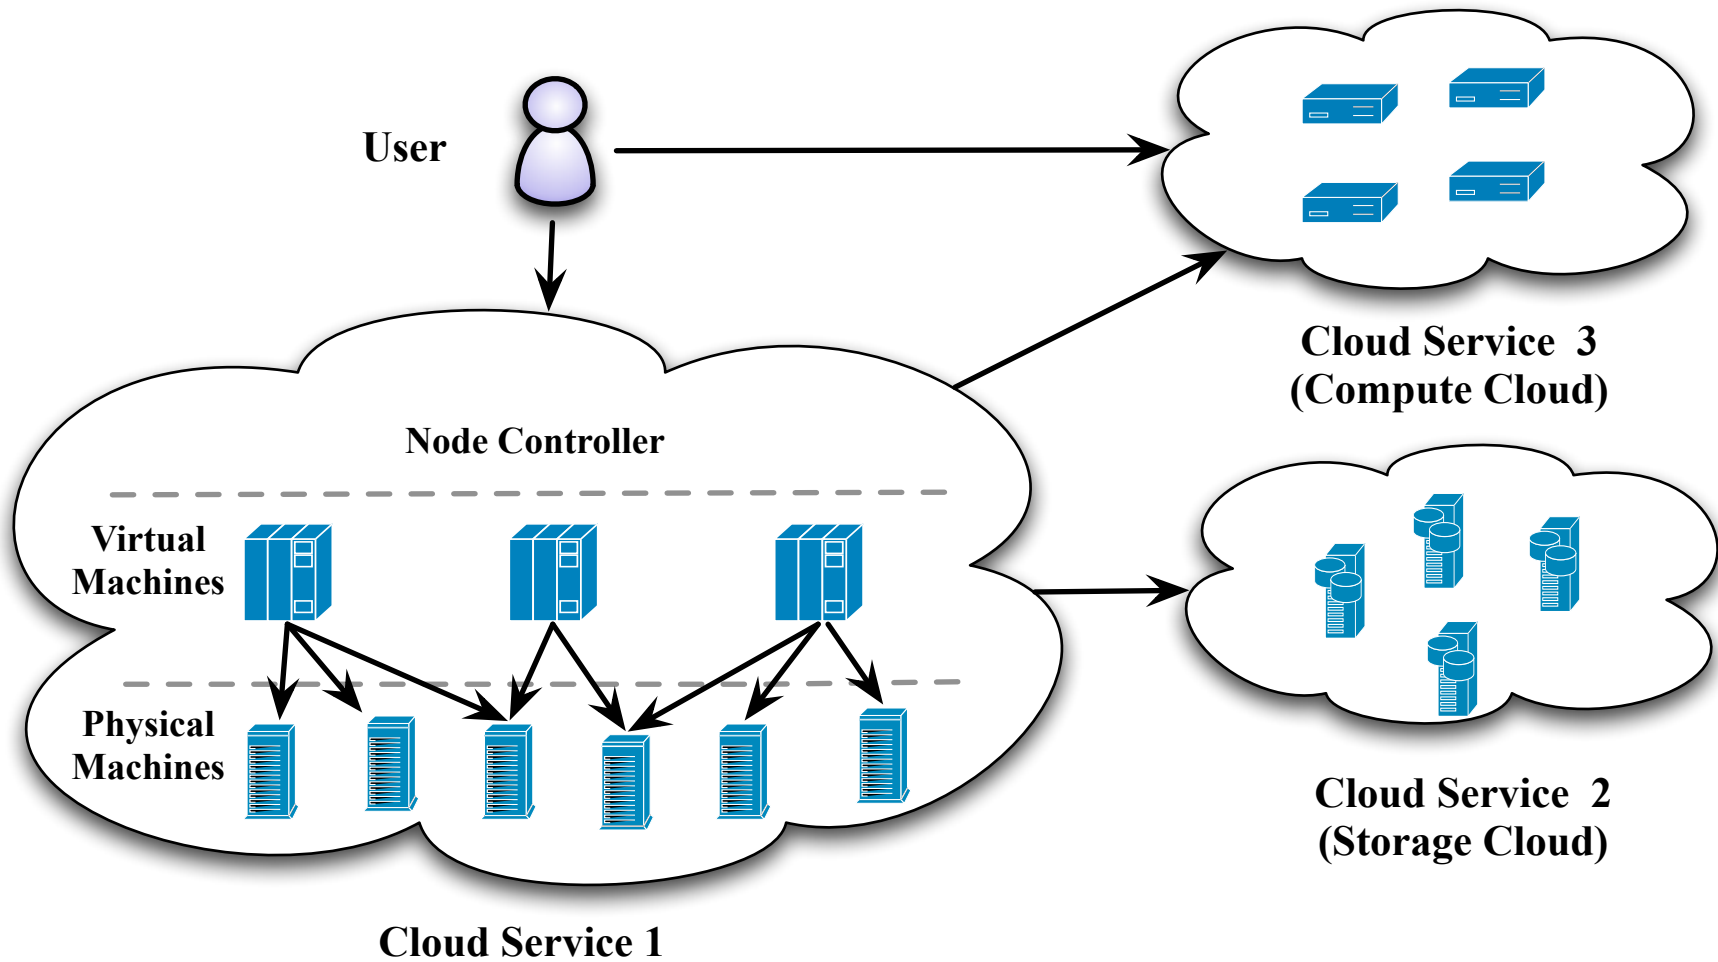 User
Cloud Service 3
(Compute Cloud)
Node Controller
Virtual
Machines
Physical
Machines
Cloud Service 2
(Storage Cloud)
Cloud Service 1